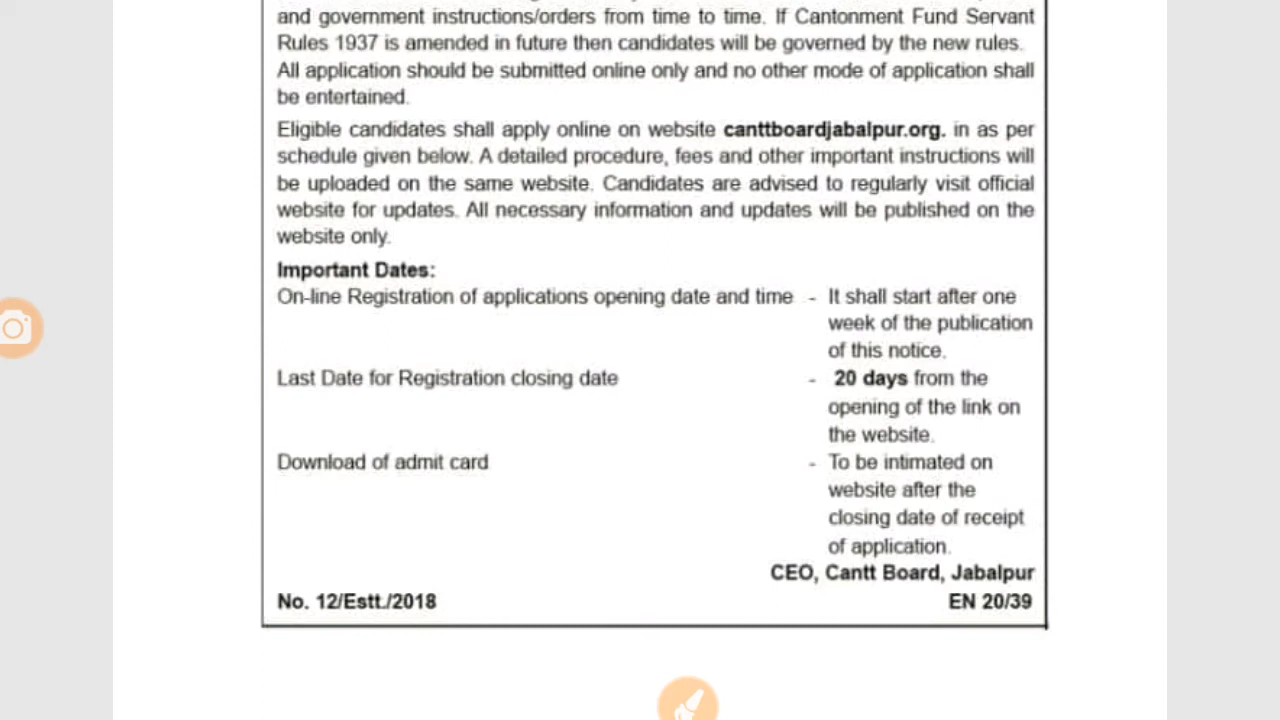 and government instructions/orders from time to time. If Cantonment Fund Servant
Rules 1937 is amended in future then candidates will be governed by the new rules.
All application should be submitted online only and no other mode of application shall
be entertained.
Eligible candidates shall apply online on website canttboardjabalpur.org. in as per
schedule given below. A detailed procedure, fees and other important instructions will
be uploaded on the same website. Candidates are advised to regularly visit official
website for updates. All necessary information and updates will be published on the
website only.
Important Dates:
On-line Registration of applications opening date and time - It shall start after one
week of the publication
of this notice.
Last Date for Registration closing date - 20 days from the
opening of the link on
the website.
Download of admit card - To be intimated on
website after the
closing date of receipt
of application.
CEO, Cantt Board, Jabalpur
No. 12/Estt./2018 EN 20/39